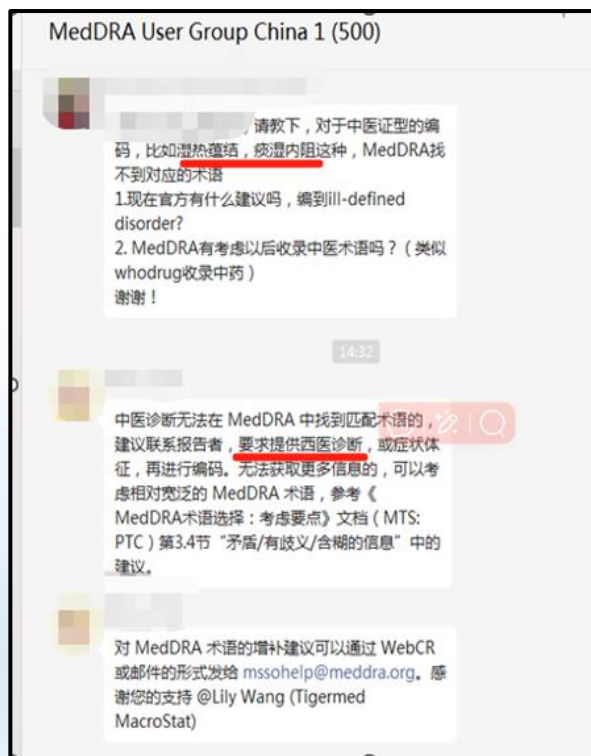 MedDRA User Group China 1 (500)
请教下，对于中医证型的编
码，比如湿热蕴结，痰湿内阻这种，MedDRA找
不到对应的术语
1.现在官方有什么建议吗，编到ill-defined
disorder?
2. MedDRA有考虑以后收录中医术语吗？（类似
whodrug收录中药）
谢谢！
14:32
中医诊断无法在 MedDRA 中找到匹配术语的，
建议联系报告者，要求提供西医诊断，或症状体
征，再进行编码。无法获取更多信息的，可以考
虑相对宽泛的 MedDRA 术语，参考《
MedDRA术语选择：考虑要点》文档（MTS:
PTC）第3.4节“矛盾/有歧义/含糊的信息”中的
建议。
对 MedDRA 术语的增补建议可以通过 WebCR
或邮件的形式发给 mssohelp@meddra.org。感
谢您的支持 @Lily Wang (Tigermed
MacroStat)